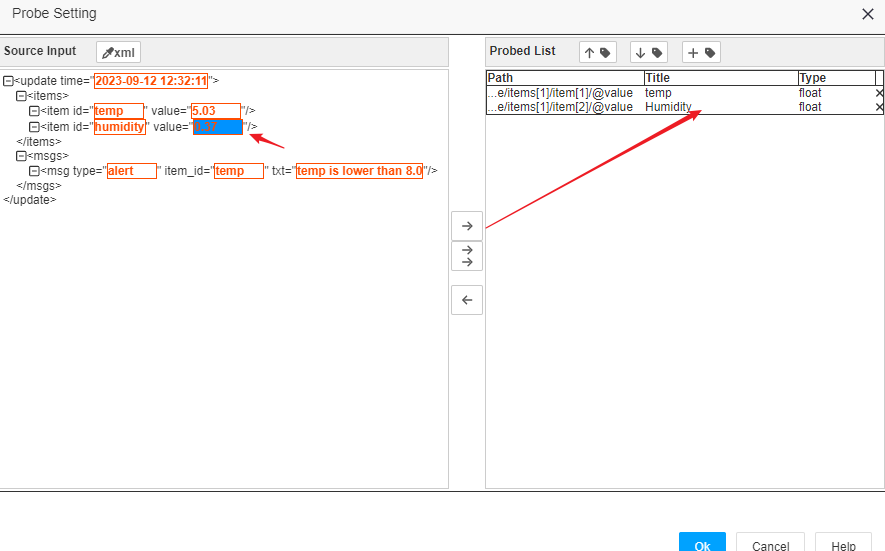 Probe Setting
Source Input
xml
Probed List
<update time="2023-09-12 12:32:11">
<items>
<item id="temp" value="5.03"/>
<item id="humidity" value=" "/>
</items>
<msgs>
<msg type="alert" item_id="temp" txt="temp is lower than 8.0"/>
</msgs>
</update>
Path Title Type
...e/items[1]/item[1]/@value temp float
...e/items[1]/item[2]/@value Humidity float
Ok Cancel Help